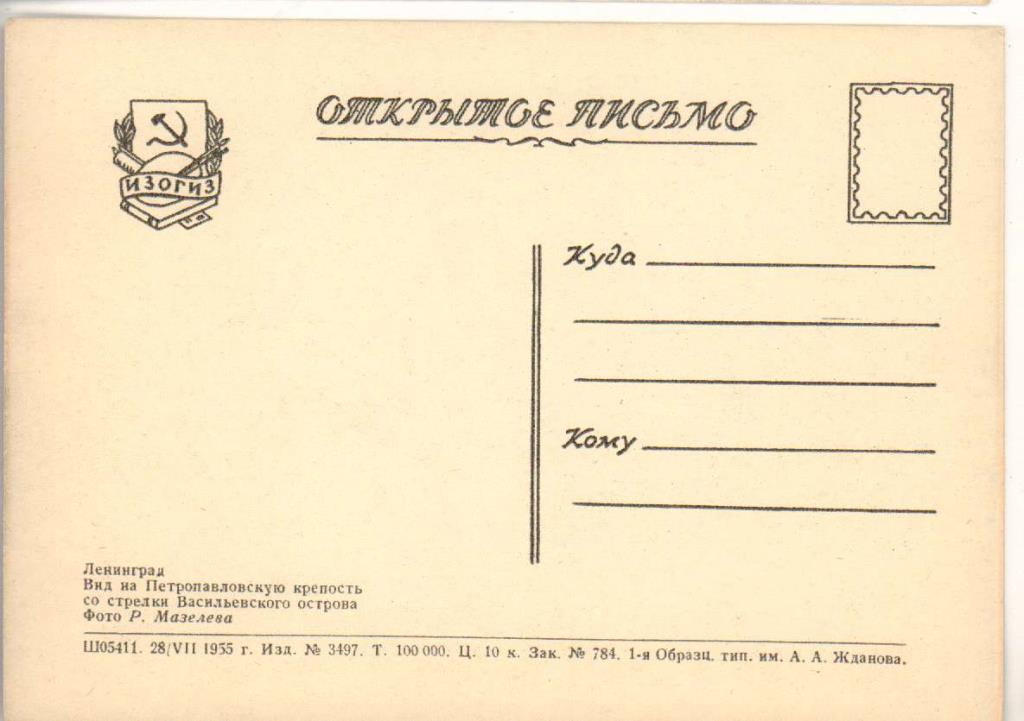 ОТКРЫТОЕ ПИСЬМО
ИЗОГИЗ
Куда
Кому
Ленинград
Вид на Петропавловскую крепость
со стрелки Васильевского острова
Фото Р. Мазелева
Ш05411. 28/VII 1955 г. Изд. № 3497. Т. 100 000. Ц. 10 к. Зак. № 784. 1-я Образц. тип. им. А. А. Жданова.